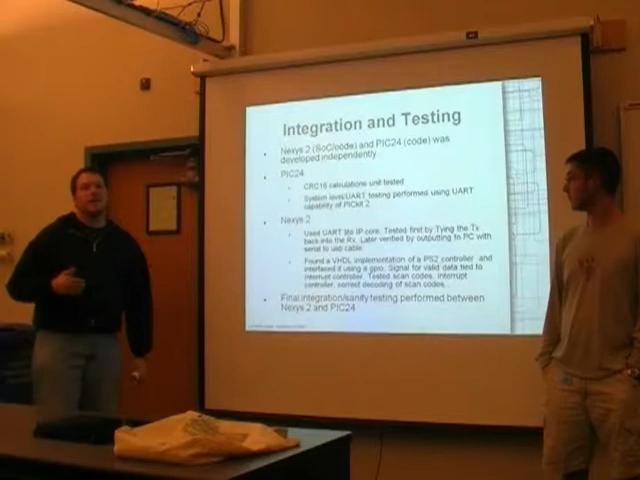 Integration and Testing
Nexys 2 (SoC/code) and PIC24 (code) was
developed independently
PIC24
CRC16 calculations unit tested
System level/UART testing performed using UART
capability of PICkit 2
Nexys 2
Used UART lite IP core. Tested first by Tying the Tx
back into the Rx. Later verified by outputting to PC with
serial to usb cable.
Found a VHDL implementation of a PS2 controller and
interfaced it using a gpio. Signal for valid data tied to
interrupt controller. Tested scan codes, interrupt
controller, correct decoding of scan codes.
Final integration/sanity testing performed between
Nexys 2 and PIC24